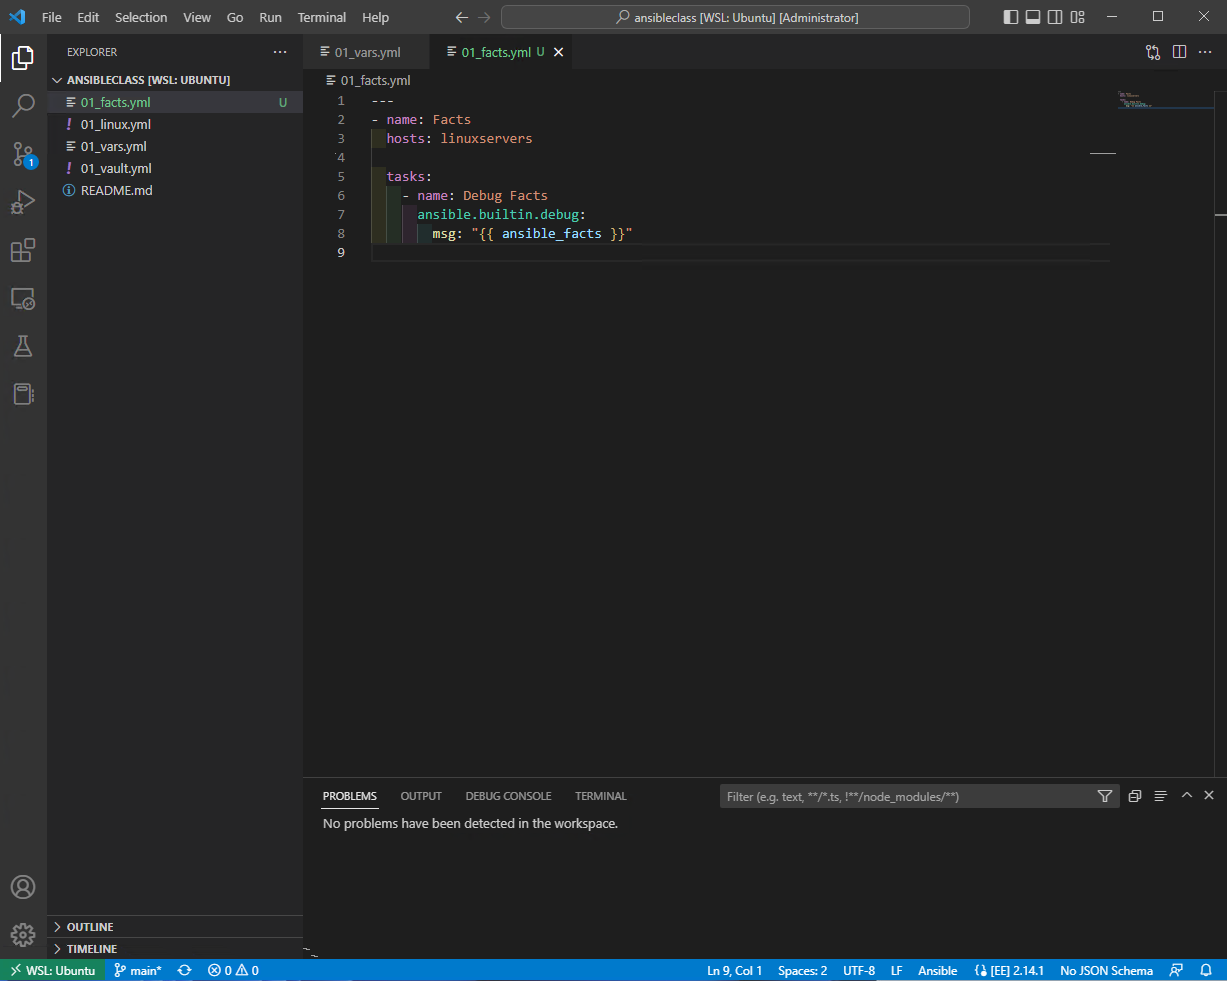 File Edit Selection View Go Run Terminal Help
ansibleclass [WSL: Ubuntu] [Administrator]
EXPLORER
ANSIBLECLASS [WSL: UBUNTU]
01_facts.yml U
01_linux.yml
01_vars.yml
01_vault.yml
README.md
1
OUTLINE
TIMELINE
01_vars.yml
01_facts.yml U
01_facts.yml
1 ---
2 - name: Facts
3 hosts: linuxservers
4
5 tasks:
6 - name: Debug Facts
7 ansible.builtin.debug:
8 msg: "{{ ansible_facts }}"
9
PROBLEMS OUTPUT DEBUG CONSOLE TERMINAL
Filter (e.g. text, **/*.ts, !**/node_modules/**)
No problems have been detected in the workspace.
WSL: Ubuntu main* 0 0 Ln 9, Col 1 Spaces: 2 UTF-8 LF Ansible [EE] 2.14.1 No JSON Schema